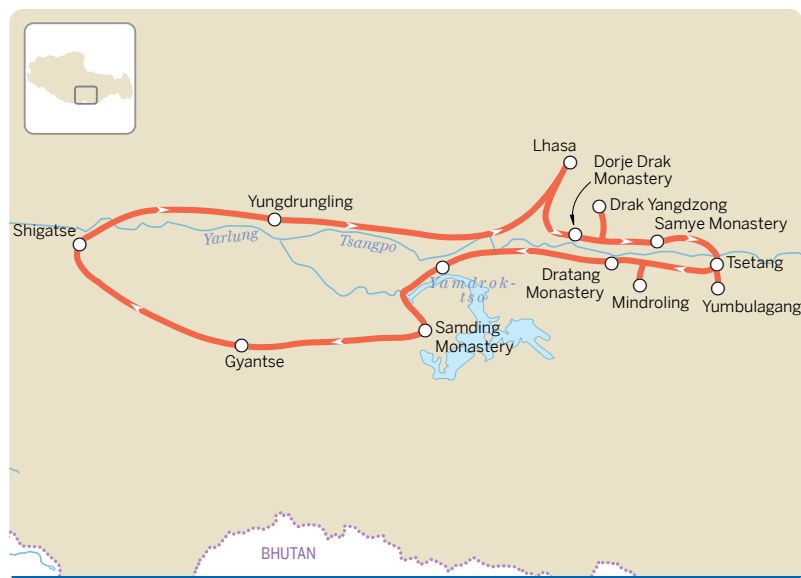 Lhasa
Dorje Drak
Monastery
Drak Yangdzong
Samye Monastery
Yungdrungling
Shigatse
Yarlung
Tsangpo
Tsetang
Dratang
Monastery
Mindroling
Yumbulagang
Yamdrok-
tso
Samding
Monastery
Gyantse
BHUTAN